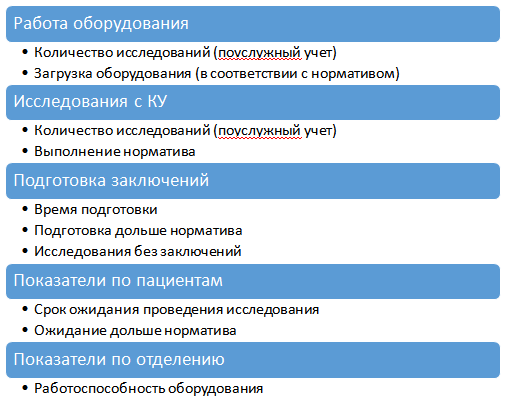 Работа оборудования
• Количество исследований (поуслужный учет)
• Загрузка оборудования (в соответствии с нормативом)
Исследования с КУ
• Количество исследований (поуслужный учет)
• Выполнение норматива
Подготовка заключений
• Время подготовки
• Подготовка дольше норматива
• Исследования без заключений
Показатели по пациентам
• Срок ожидания проведения исследования
• Ожидание дольше норматива
Показатели по отделению
• Работоспособность оборудования